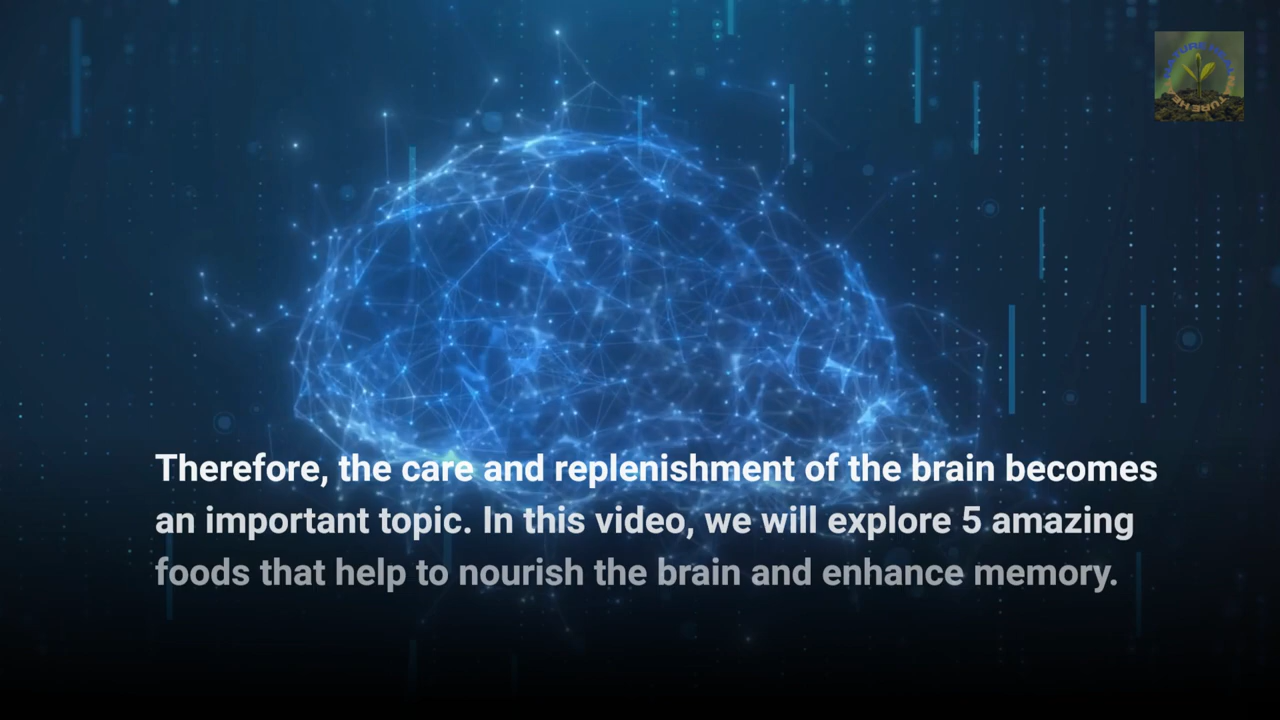 Therefore, the care and replenishment of the brain becomes
an important topic. In this video, we will explore 5 amazing
foods that help to nourish the brain and enhance memory.